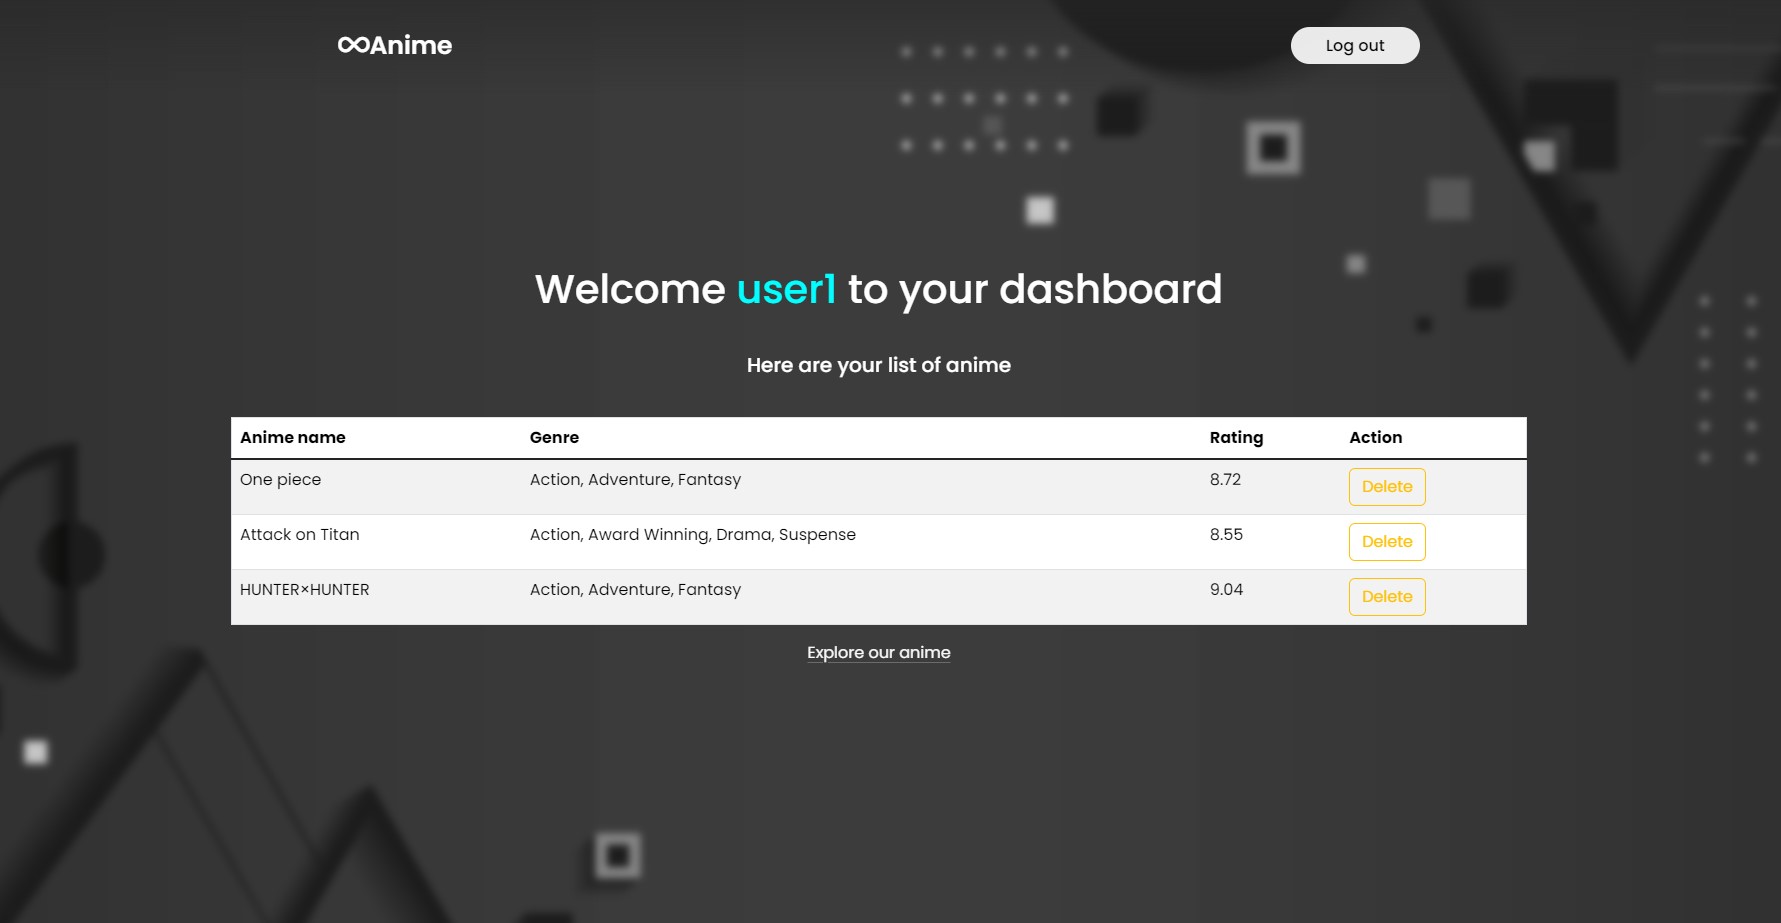 ∞Anime
Log out
Welcome user1 to your dashboard
Here are your list of anime
Anime name Genre Rating Action
One piece Action, Adventure, Fantasy 8.72 Delete
Attack on Titan Action, Award Winning, Drama, Suspense 8.55 Delete
HUNTER×HUNTER Action, Adventure, Fantasy 9.04 Delete
Explore our anime